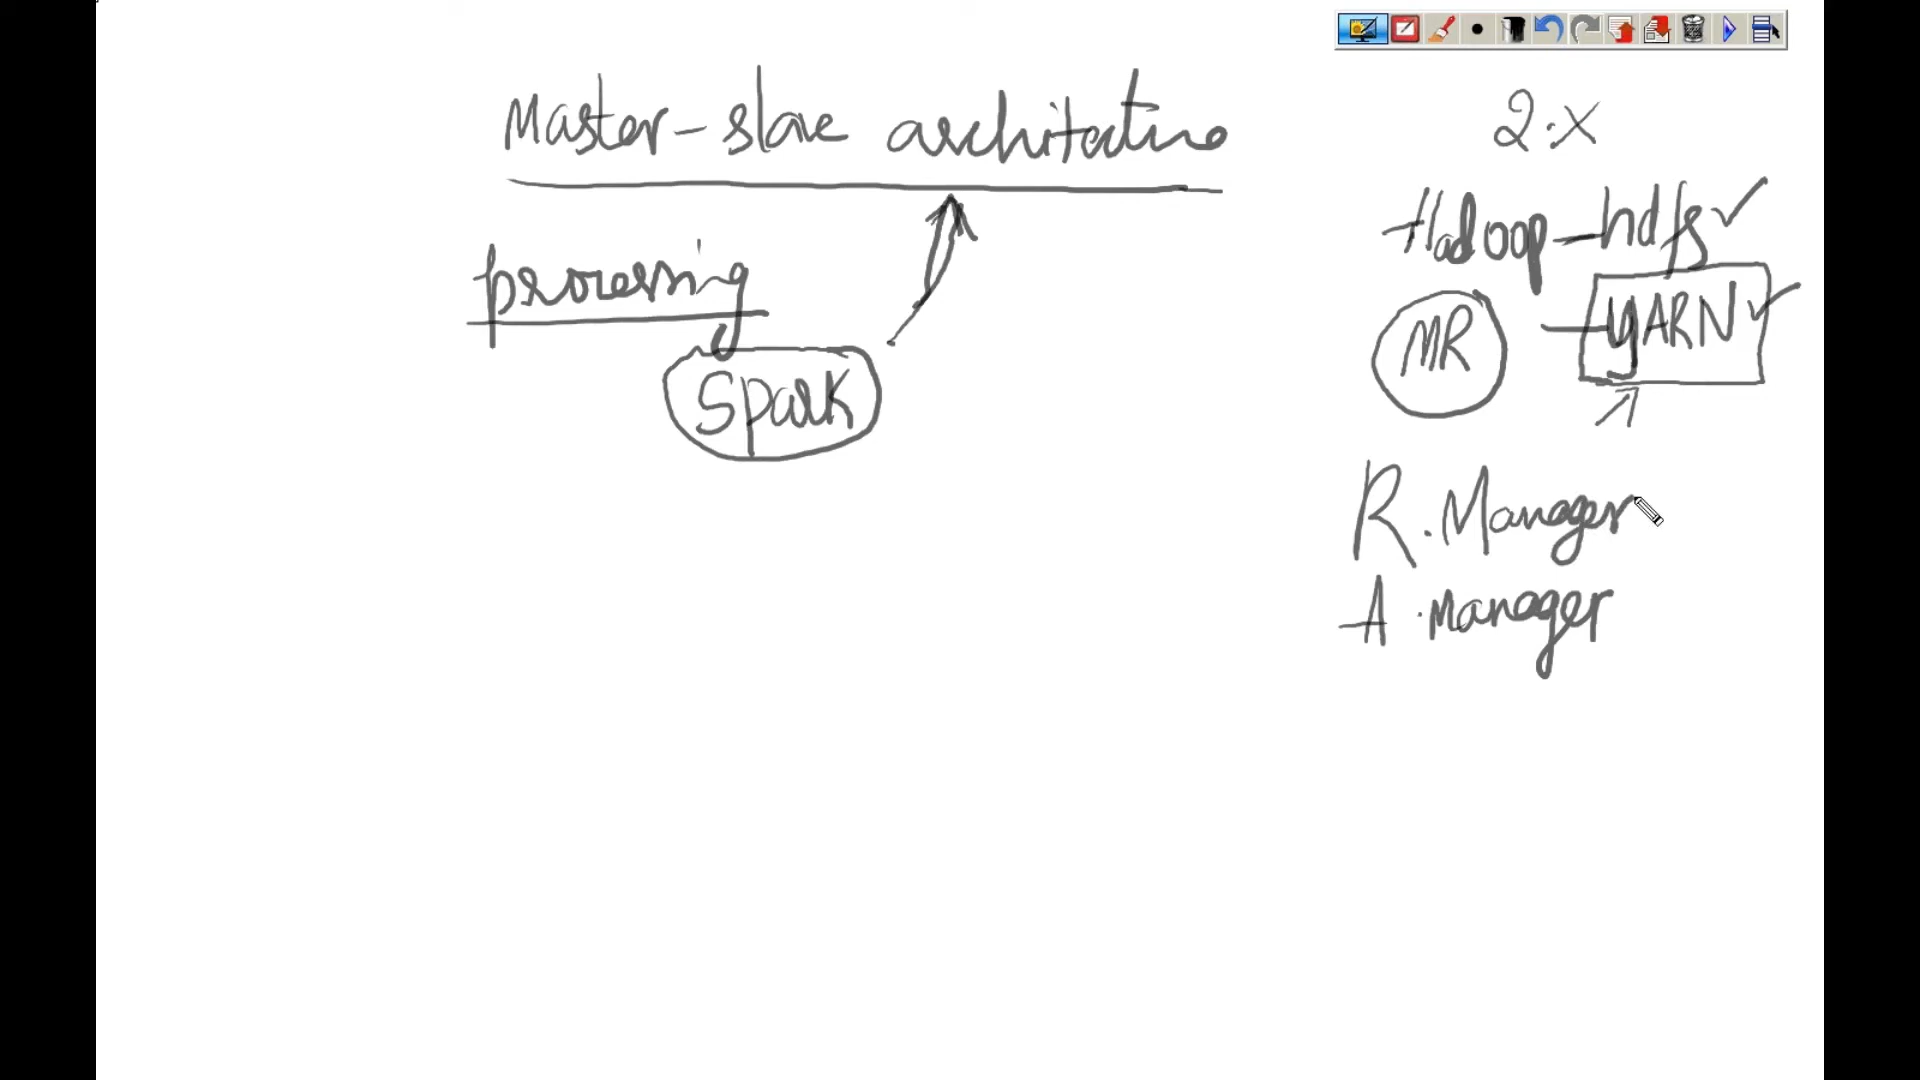 Master-slave architecture
processing
Spark
2.X
Hadoop-hdfs
MR
YARN
R. Manager
A. Manager